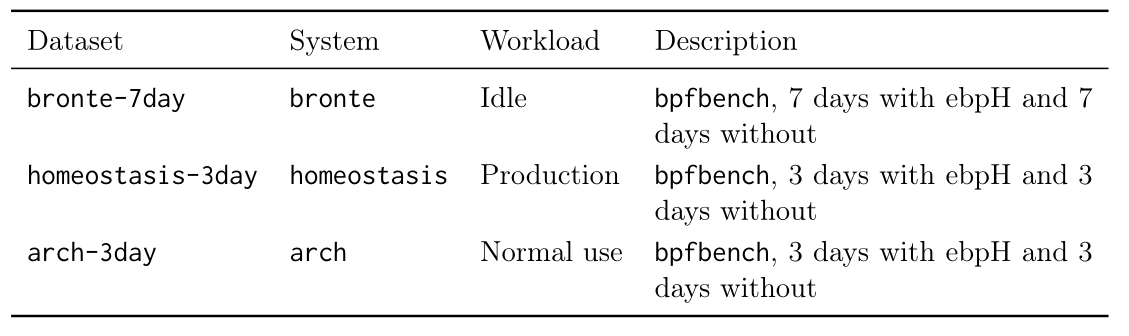 Dataset System Workload Description
bronte-7day bronte Idle bpfbench, 7 days with ebpH and 7
days without
homeostasis-3day homeostasis Production bpfbench, 3 days with ebpH and 3
days without
arch-3day arch Normal use bpfbench, 3 days with ebpH and 3
days without